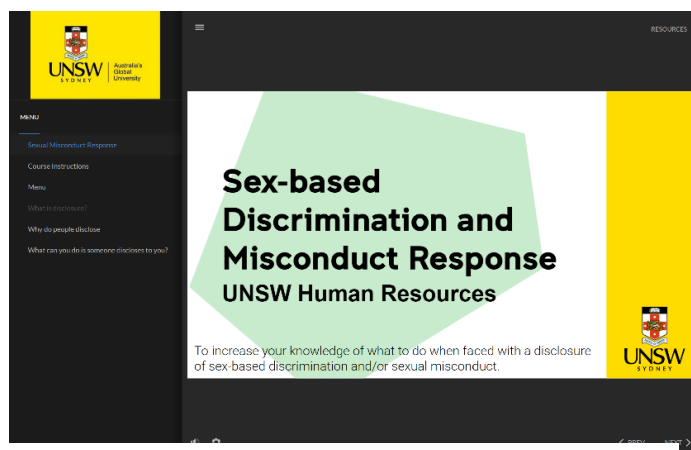 UNSW
SYDNEY
Australia's
Global
University
MENU
Sexual Misconduct Response
Course Instructions
Menu
What is disclosure?
Why do people disclose
What can you do is someone discloses to you?
RESOURCES
Sex-based
Discrimination and
Misconduct Response
UNSW Human Resources
To increase your knowledge of what to do when faced with a disclosure
of sex-based discrimination and/or sexual misconduct.
UNSW
SYDNEY
PREV
NEXT